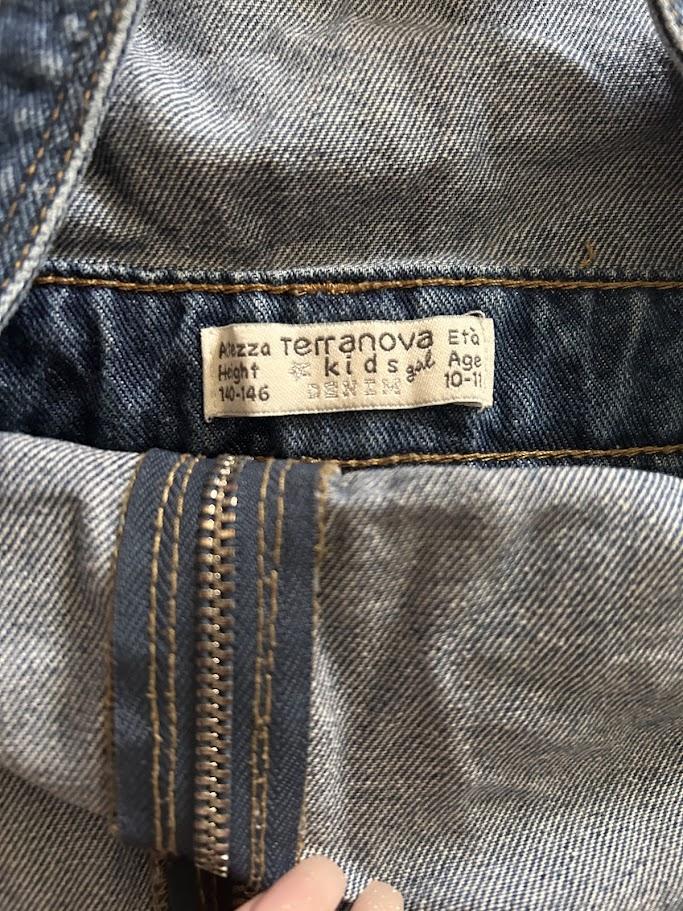 Altezza
Height
140-146
Terranova
kids girl
DENIM
Età
Age
10-11